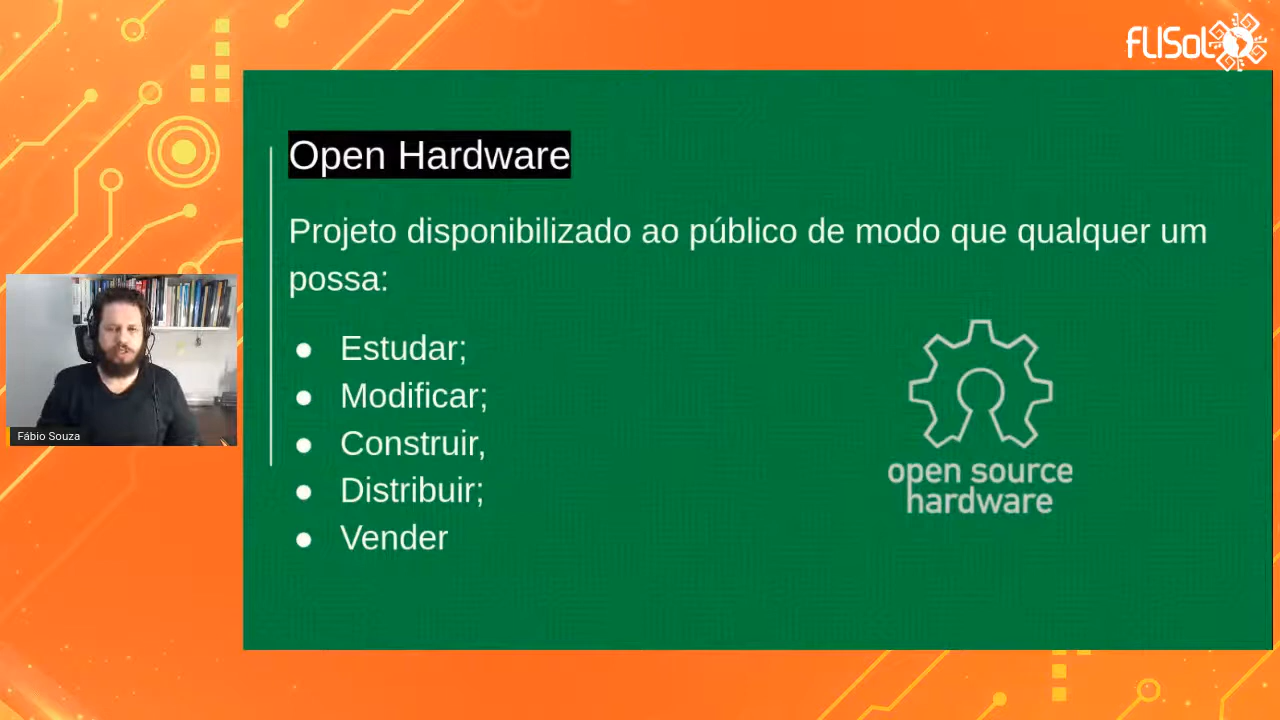 FLISoL
Open Hardware
Projeto disponibilizado ao público de modo que qualquer um
possa:
● Estudar;
● Modificar;
● Construir,
● Distribuir;
● Vender
open source
hardware
Fábio Souza